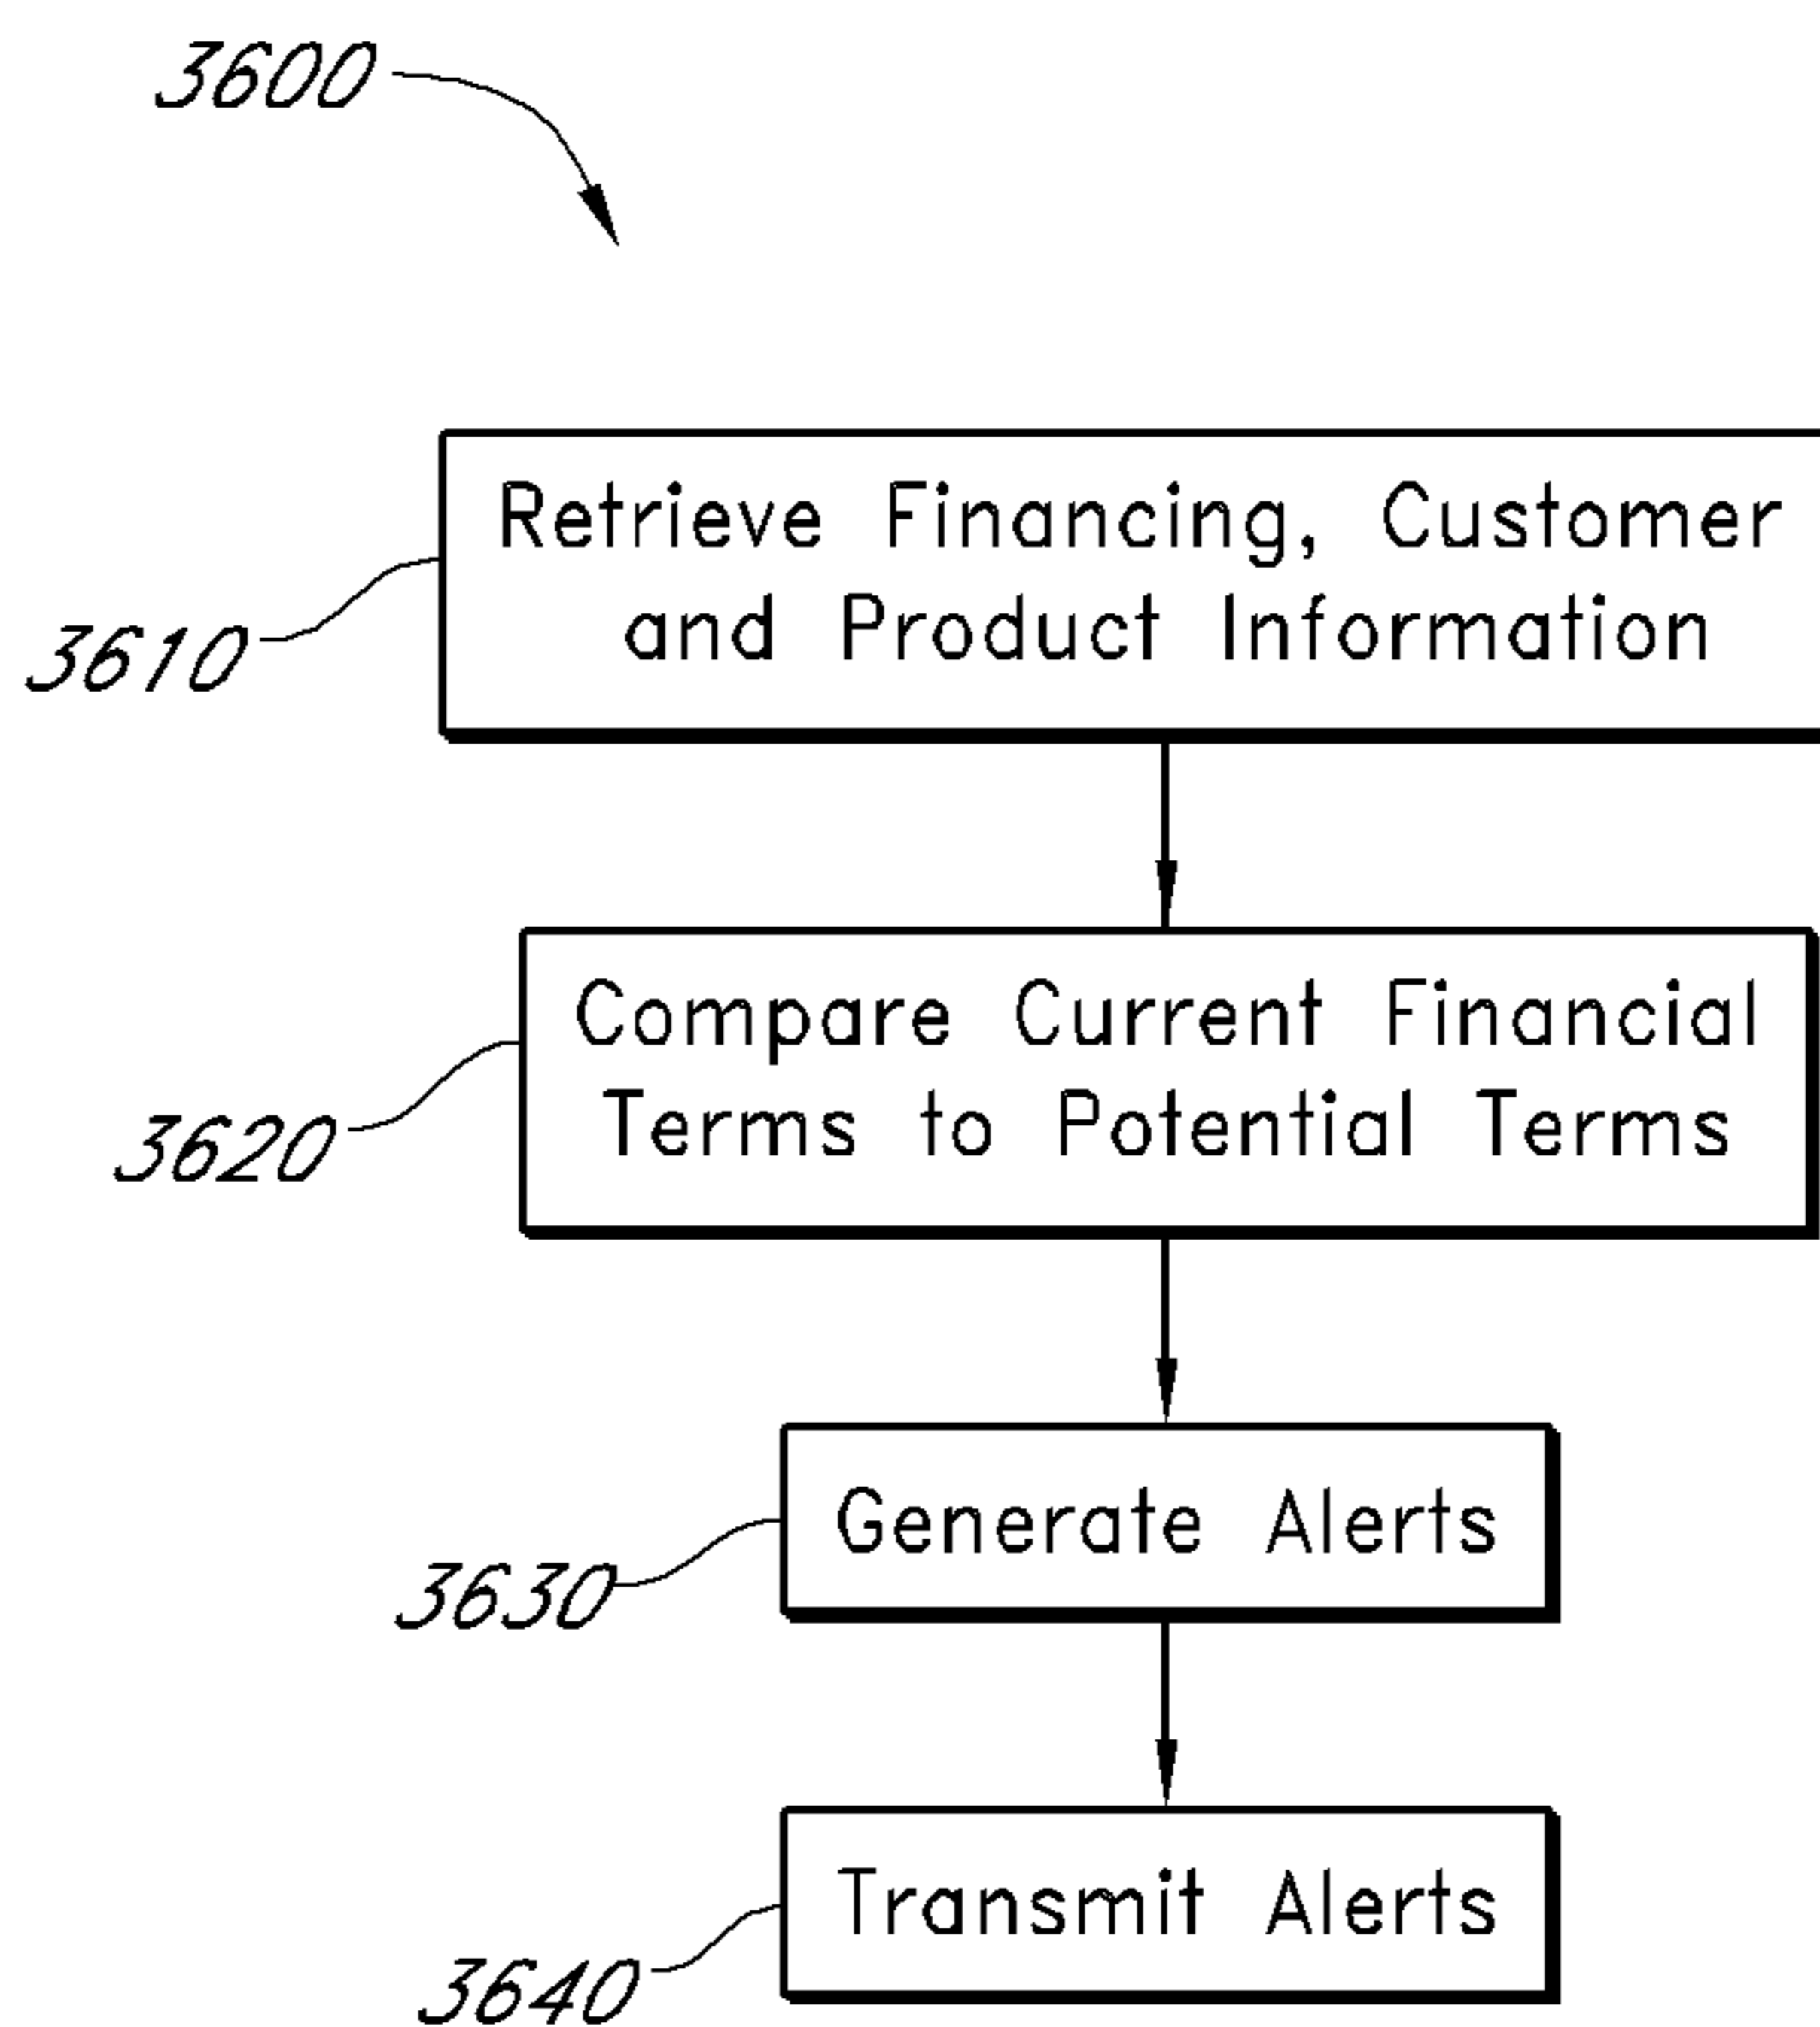 3600
Retrieve Financing, Customer
and Product Information
3610
Compare Current Financial
Terms to Potential Terms
3620
Generate Alerts
3630
Transmit Alerts
3640